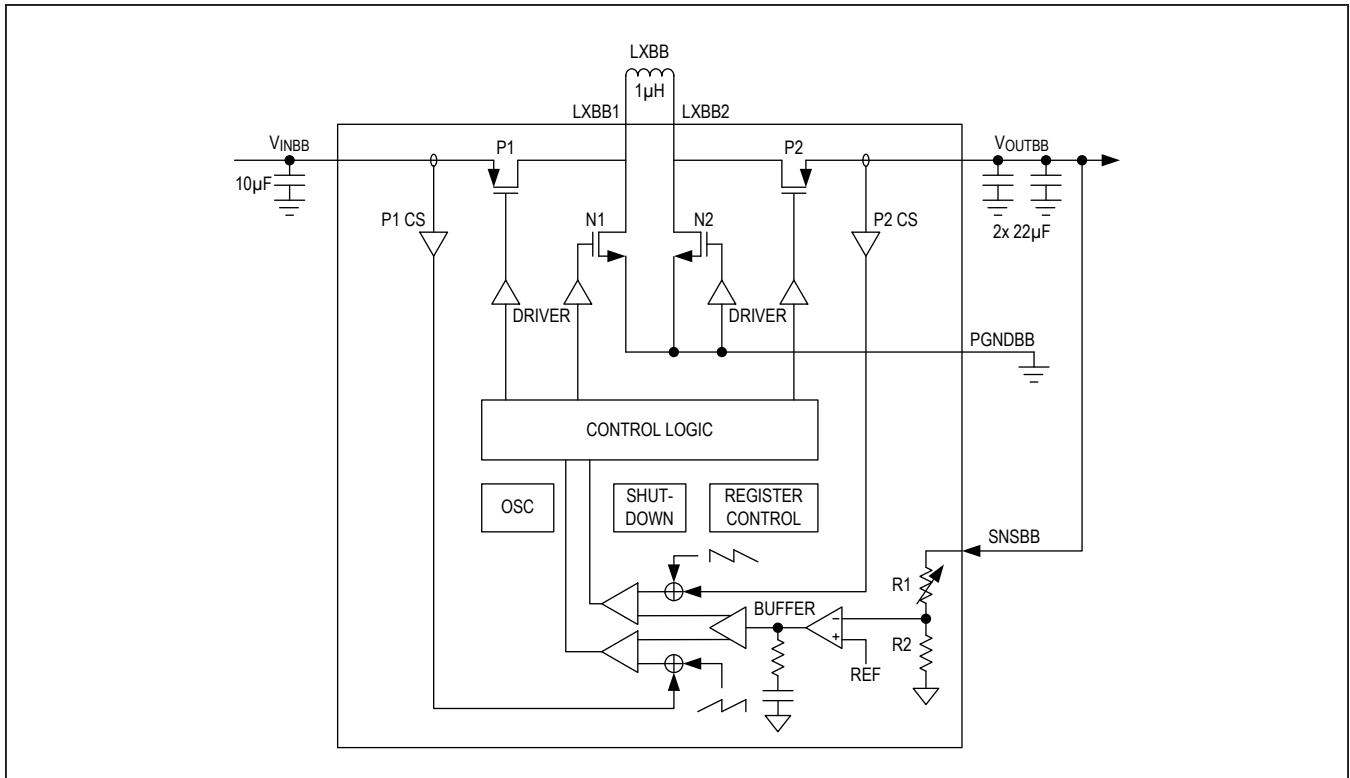 LXBB
1µH
LXBB1
LXBB2
VINBB
P1
P2
VOUTBB
10µF
P1 CS
N1
N2
P2 CS
2x 22µF
DRIVER
DRIVER
PGNDBB
CONTROL LOGIC
OSC
SHUT-
DOWN
REGISTER
CONTROL
SNSBB
R1
BUFFER
-
+
R2
REF